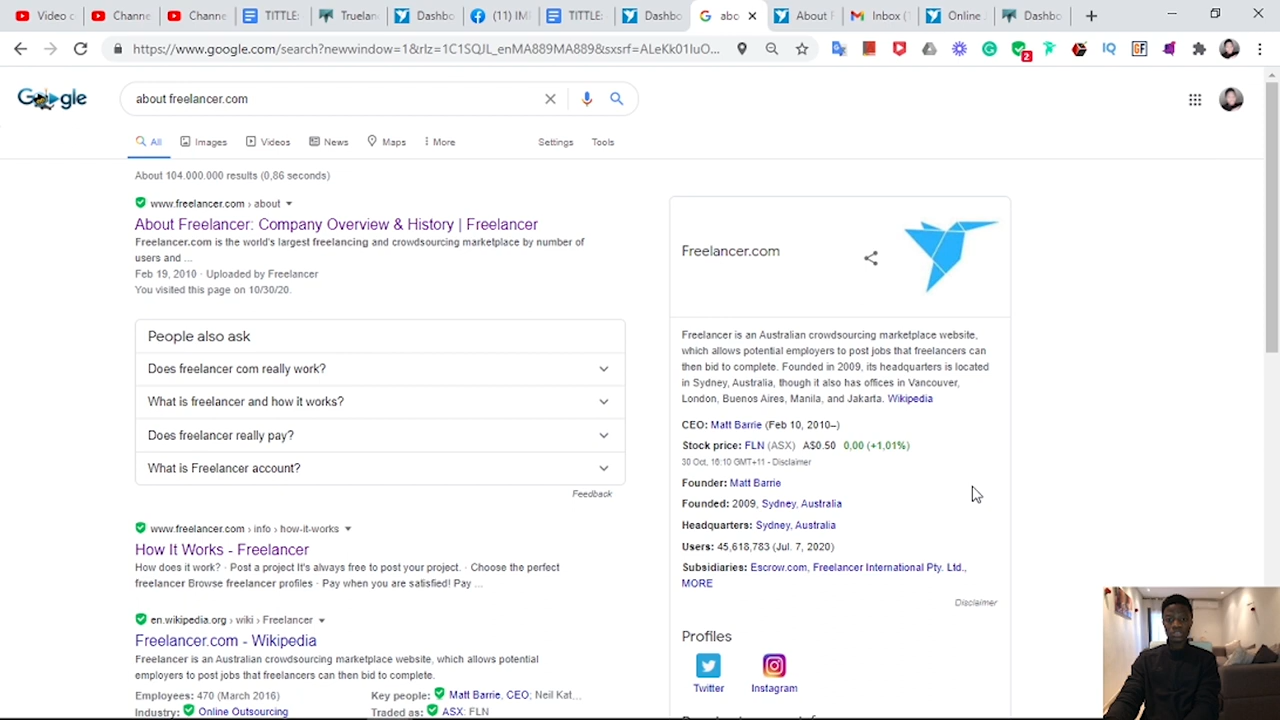 Video c
Channe
Channe
TITTLE:
Truelan
Dashbo
(11) IMI
TITTLE:
Dashbo
abo
About F
Inbox (1
Online
Dashbo
https://www.google.com/search?newwindow=1&rlz=1C1SQJL_enMA889MA889&sxsrf=ALeKk01IuO...
2
IQ
GF
Google
about freelancer.com
All
Images
Videos
News
Maps
More
Settings
Tools
About 104.000.000 results (0,86 seconds)
www.freelancer.com › about
About Freelancer: Company Overview & History | Freelancer
Freelancer.com is the world's largest freelancing and crowdsourcing marketplace by number of
users and ...
Feb 19, 2010 · Uploaded by Freelancer
You visited this page on 10/30/20.
People also ask
Does freelancer com really work?
What is freelancer and how it works?
Does freelancer really pay?
What is Freelancer account?
Feedback
www.freelancer.com › info › how-it-works
How It Works - Freelancer
How does it work? · Post a project It's always free to post your project. · Choose the perfect
freelancer Browse freelancer profiles · Pay when you are satisfied! Pay ...
en.wikipedia.org › wiki › Freelancer
Freelancer.com - Wikipedia
Freelancer is an Australian crowdsourcing marketplace website, which allows potential
employers to post jobs that freelancers can then bid to complete.
Employees: 470 (March 2016)
Key people: Matt Barrie, CEO; Neil Kat...
Industry: Online Outsourcing
Traded as: ASX: FLN
Freelancer.com
Freelancer is an Australian crowdsourcing marketplace website,
which allows potential employers to post jobs that freelancers can
then bid to complete. Founded in 2009, its headquarters is located
in Sydney, Australia, though it also has offices in Vancouver,
London, Buenos Aires, Manila, and Jakarta. Wikipedia
CEO: Matt Barrie (Feb 10, 2010–)
Stock price: FLN (ASX) A$0.50 0,00 (+1,01%)
30 Oct, 16:10 GMT+11 - Disclaimer
Founder: Matt Barrie
Founded: 2009, Sydney, Australia
Headquarters: Sydney, Australia
Users: 45,618,783 (Jul. 7, 2020)
Subsidiaries: Escrow.com, Freelancer International Pty. Ltd.,
MORE
Disclaimer
Profiles
Twitter
Instagram